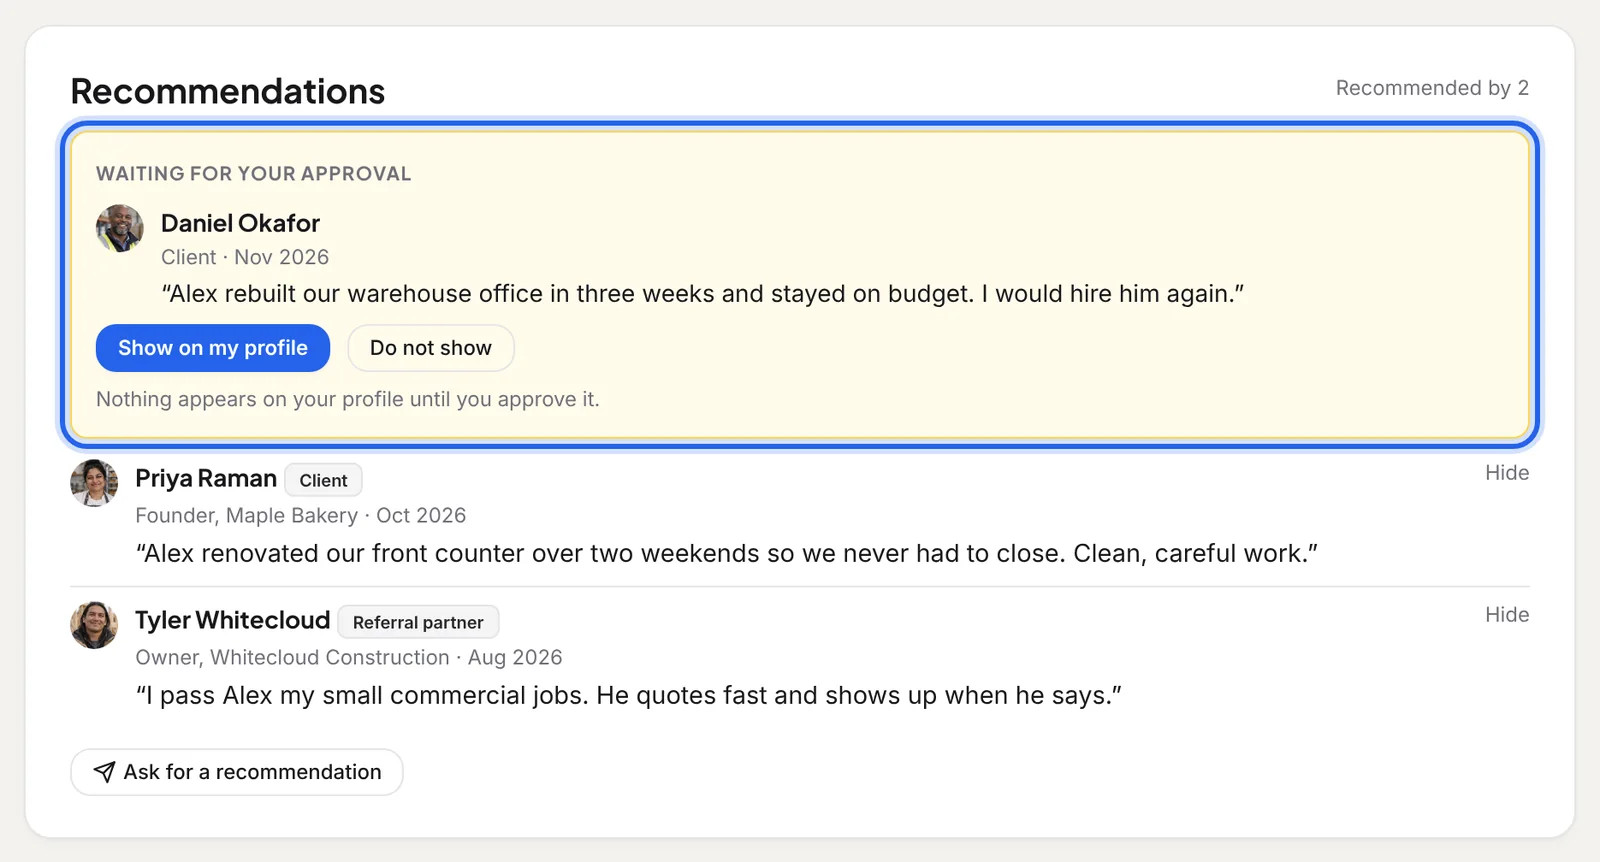 Recommendations
Recommended by 2
WAITING FOR YOUR APPROVAL
Daniel Okafor
Client · Nov 2026
“Alex rebuilt our warehouse office in three weeks and stayed on budget. I would hire him again.”
Show on my profile
Do not show
Nothing appears on your profile until you approve it.
Priya Raman
Client
Hide
Founder, Maple Bakery · Oct 2026
“Alex renovated our front counter over two weekends so we never had to close. Clean, careful work.”
Tyler Whitecloud
Referral partner
Hide
Owner, Whitecloud Construction · Aug 2026
“I pass Alex my small commercial jobs. He quotes fast and shows up when he says.”
Ask for a recommendation